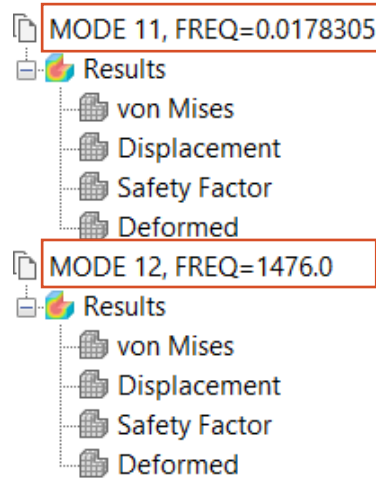 MODE 11, FREQ=0.0178305
Results
von Mises
Displacement
Safety Factor
Deformed
MODE 12, FREQ=1476.0
Results
von Mises
Displacement
Safety Factor
Deformed